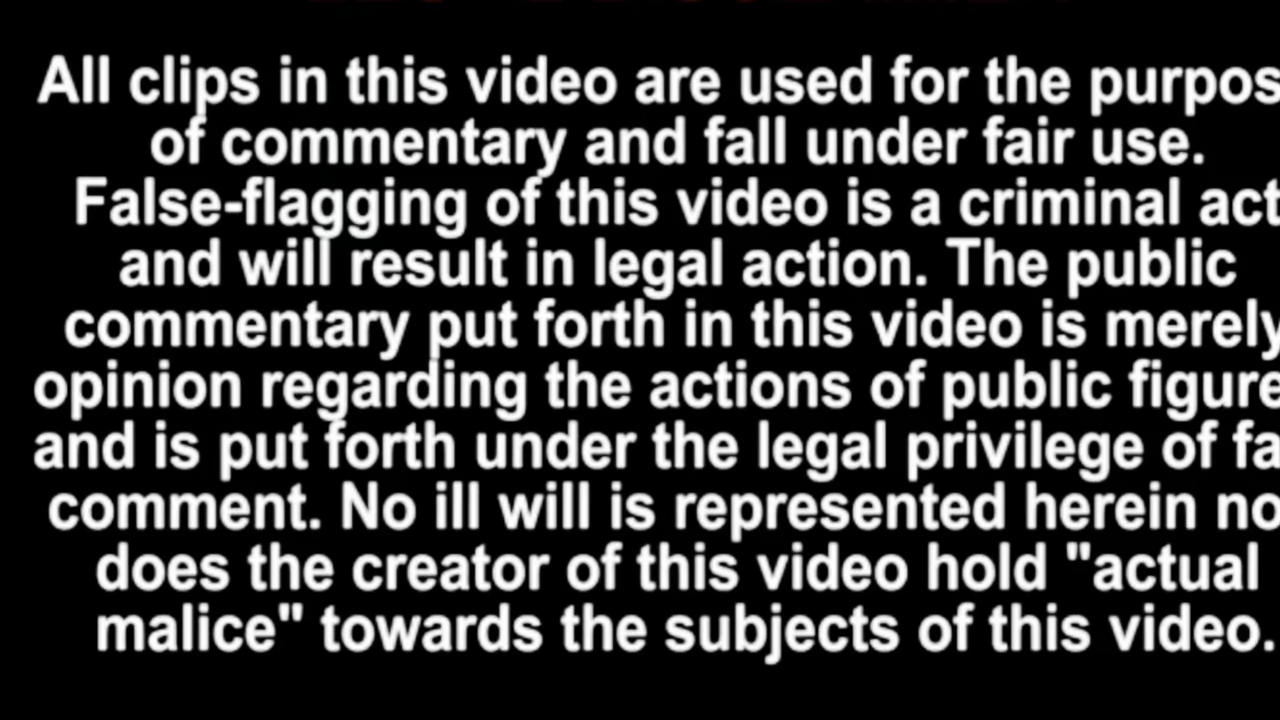 All clips in this video are used for the purpos
of commentary and fall under fair use.
False-flagging of this video is a criminal act
and will result in legal action. The public
commentary put forth in this video is merely
opinion regarding the actions of public figure
and is put forth under the legal privilege of fa
comment. No ill will is represented herein no
does the creator of this video hold "actual
malice" towards the subjects of this video.